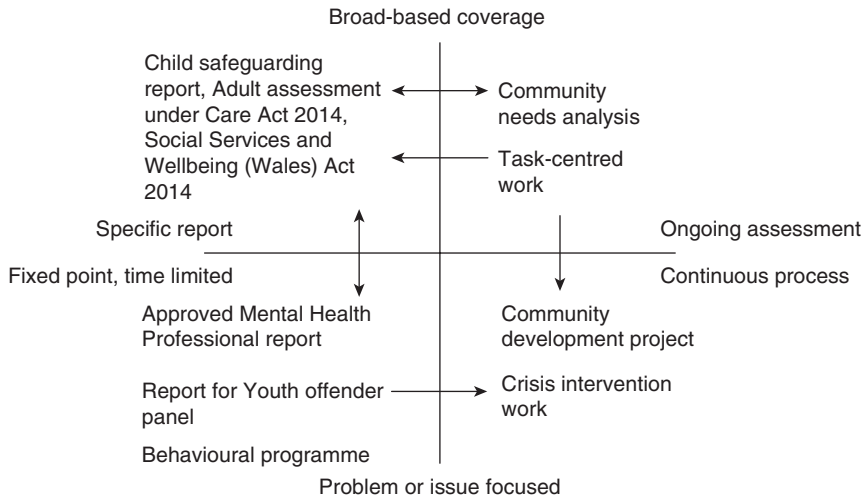 Broad-based coverage
Child safeguarding
report, Adult assessment
under Care Act 2014,
Social Services and
Wellbeing (Wales) Act
2014
Community
needs analysis
Task-centred
work
Specific report
Ongoing assessment
Fixed point, time limited
Continuous process
Approved Mental Health
Professional report
Community
development project
Report for Youth offender
panel
Crisis intervention
work
Behavioural programme
Problem or issue focused